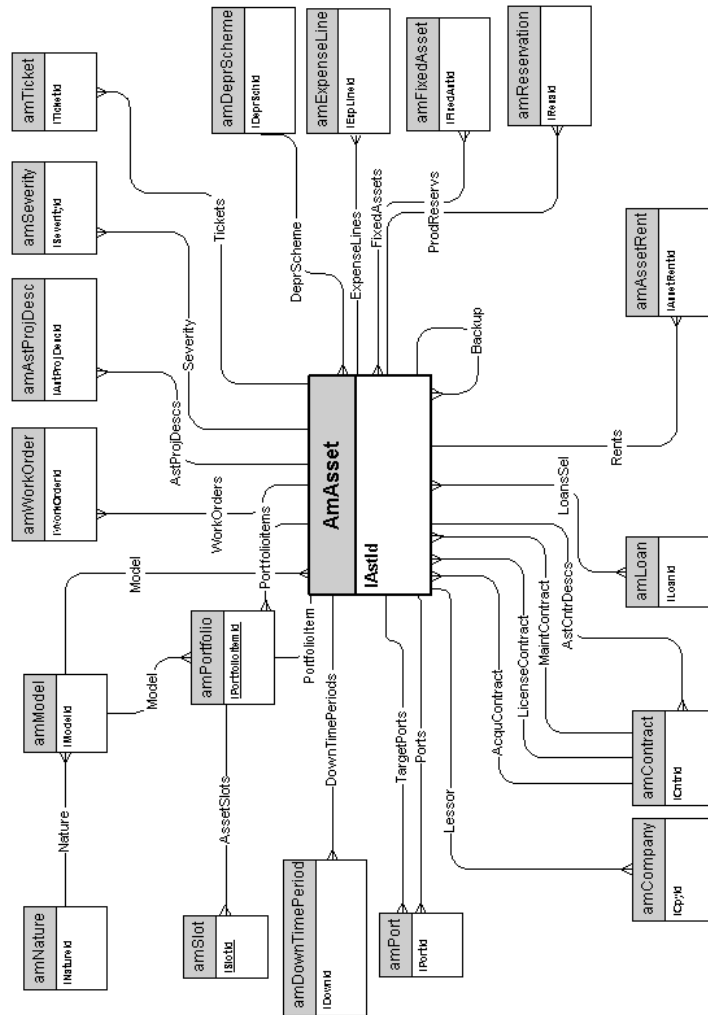 amCompany
lCpyId
amPort
lPortId
amDownTimePeriod
lDownId
amSlot
lSlotId
amNature
lNatureId
Nature
AssetSlots
amContract
lCntrId
amLoan
lLoanId
Lessor
AcquContract
LicenseContract
MaintContract
AstCntrDescs
LoansSel
TargetPorts
Ports
DownTimePeriods
PortfolioItem
amPortfolio
lPortfolioItemId
Model
amModel
lModelId
Model
Portfolioitems
AmAsset
lAstId
Rents
Backup
amAssetRent
lAssetRentId
WorkOrders
AstProjDescs
Severity
Tickets
DeprScheme
ExpenseLines
FixedAssets
ProdReservs
amWorkOrder
lWorkOrderId
amAstProjDesc
lAstProjDescId
amSeverity
lSeverityId
amTicket
lTicketId
amDeprScheme
lDeprSchId
amExpenseLine
lExpLineId
amFixedAsset
lFixedAstId
amReservation
lResId